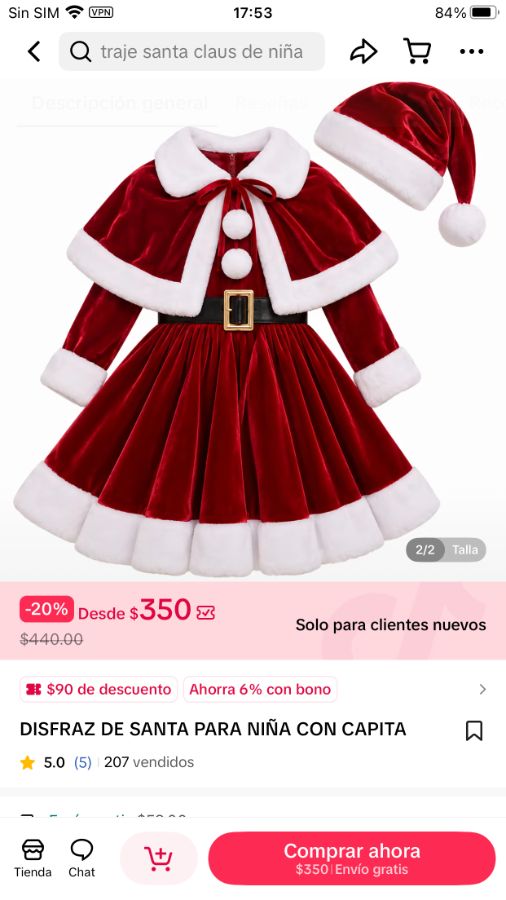 Sin SIM VPN 17:53 84%
traje santa claus de niña
Descripción general Reseñas
2/2 Talla
-20% Desde $350
$440.00
Solo para clientes nuevos
$90 de descuento Ahorra 6% con bono
DISFRAZ DE SANTA PARA NIÑA CON CAPITA
5.0 (5) 207 vendidos
Tienda Chat
Comprar ahora
$350 Envío gratis